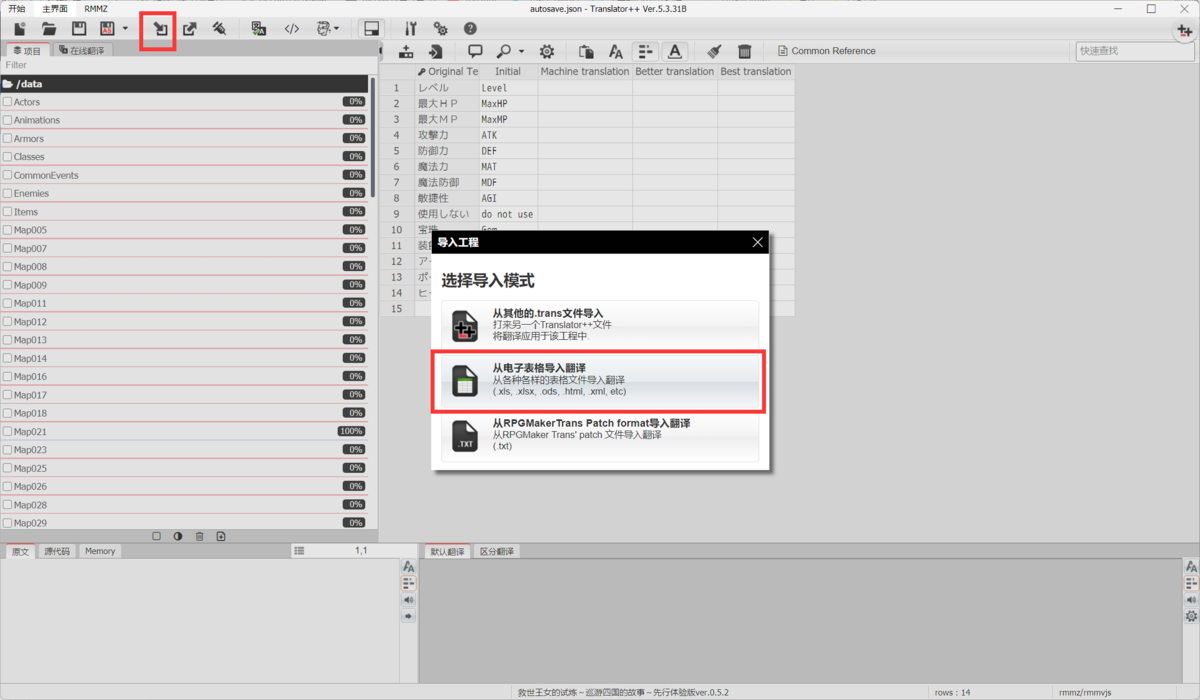 开始 主界面 RMMZ
autosave.json - Translator++ Ver.5.3.31B
项目 在线翻译
Common Reference
快速查找
Filter
/data
Actors 0%
Animations 0%
Armors 0%
Classes 0%
CommonEvents 0%
Enemies 0%
Items 0%
Map005 0%
Map007 0%
Map008 0%
Map009 0%
Map011 0%
Map012 0%
Map013 0%
Map014 0%
Map016 0%
Map017 0%
Map018 0%
Map021 100%
Map023 0%
Map025 0%
Map026 0%
Map028 0%
Map029 0%
Original Te Initial Machine translation Better translation Best translation
1 レベル Level
2 最大ＨＰ MaxHP
3 最大ＭＰ MaxMP
4 攻撃力 ATK
5 防御力 DEF
6 魔法力 MAT
7 魔法防御 MDF
8 敏捷性 AGI
9 使用しない do not use
10
11
12
13
14
15
导入工程
选择导入模式
从其他的.trans文件导入
打来另一个Translator++文件
将翻译应用于该工程中.
从电子表格导入翻译
从各种各样的表格文件导入翻译
(.xls, .xlsx, .ods, .html, .xml, etc)
.TXT
从RPGMakerTrans Patch format导入翻译
从RPGMaker Trans' patch 文件导入翻译
(.txt)
原文 源代码 Memory 1,1
默认翻译 区分翻译
救世王女的试炼～巡游四国的故事～先行体验版ver.0.5.2
rows : 14
rmmz/rmmvjs